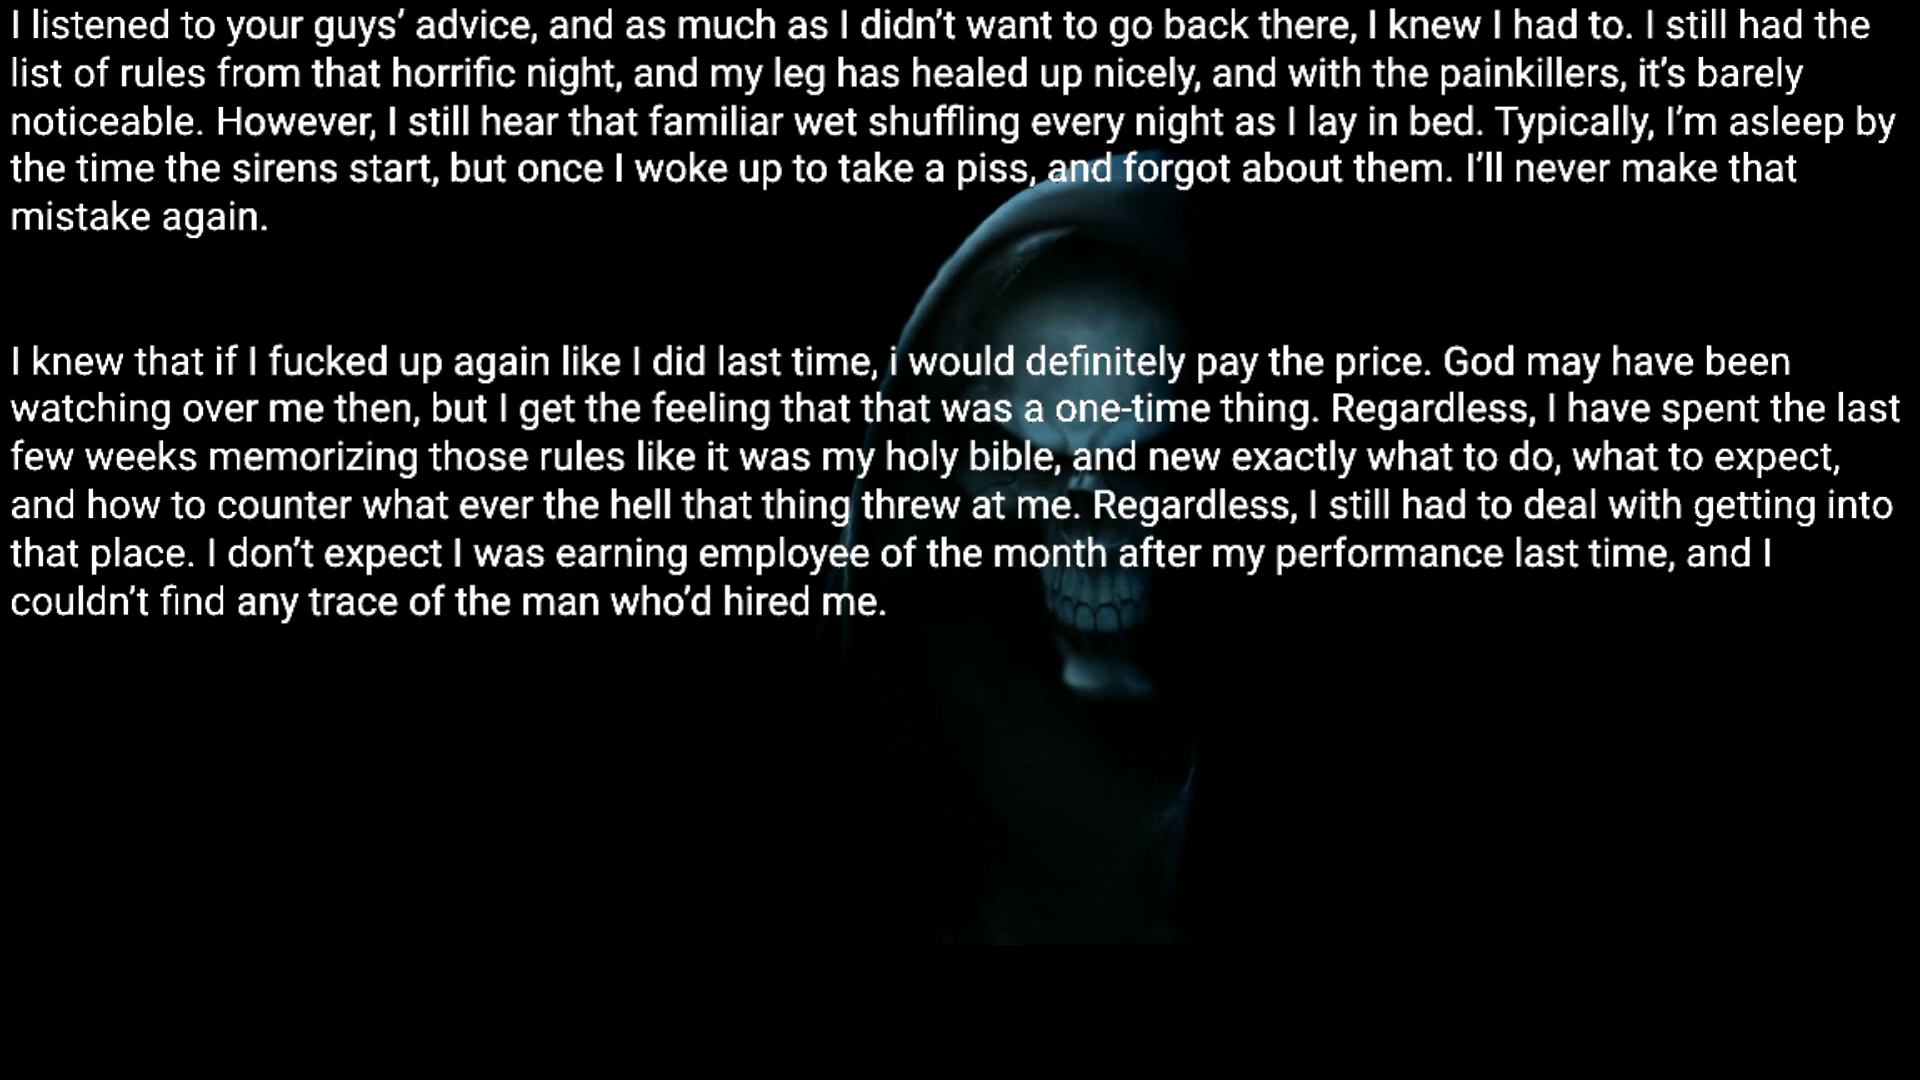 I listened to your guys’ advice, and as much as I didn’t want to go back there, I knew I had to. I still had the
list of rules from that horrific night, and my leg has healed up nicely, and with the painkillers, it’s barely
noticeable. However, I still hear that familiar wet shuffling every night as I lay in bed. Typically, I’m asleep by
the time the sirens start, but once I woke up to take a piss, and forgot about them. I’ll never make that
mistake again.
I knew that if I fucked up again like I did last time, i would definitely pay the price. God may have been
watching over me then, but I get the feeling that that was a one-time thing. Regardless, I have spent the last
few weeks memorizing those rules like it was my holy bible, and new exactly what to do, what to expect,
and how to counter what ever the hell that thing threw at me. Regardless, I still had to deal with getting into
that place. I don’t expect I was earning employee of the month after my performance last time, and I
couldn’t find any trace of the man who’d hired me.